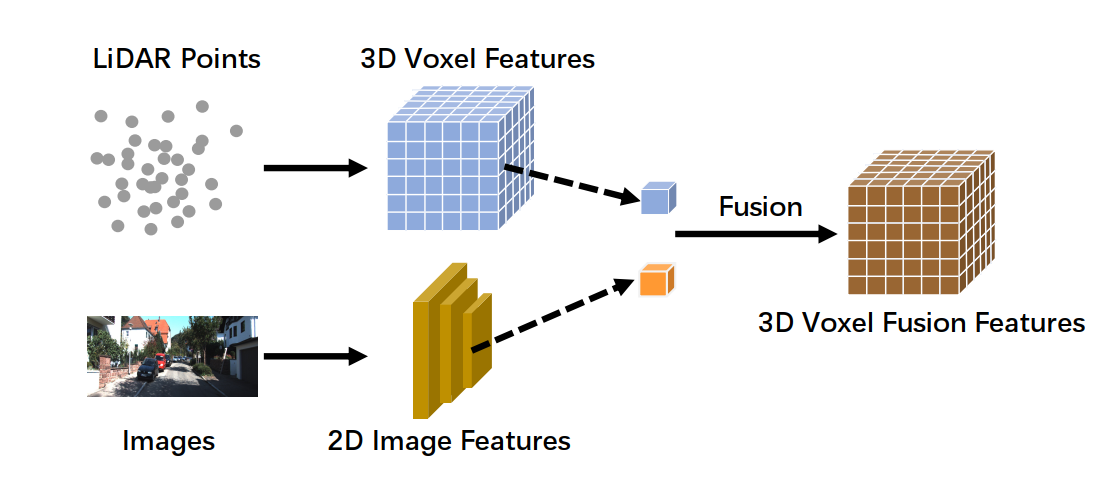 LiDAR Points
3D Voxel Features
Fusion
3D Voxel Fusion Features
Images
2D Image Features